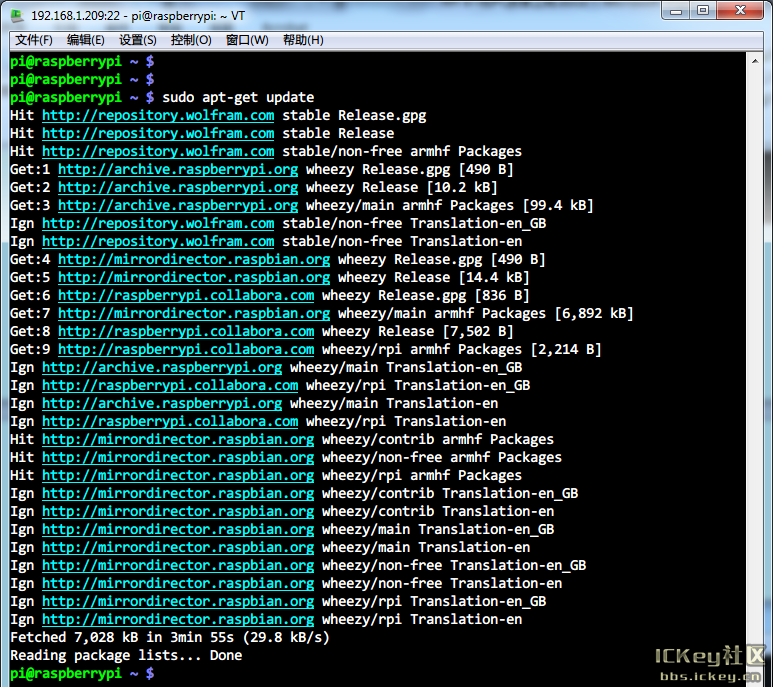 192.168.1.209:22 - pi@raspberrypi: ~ VT
文件(F) 编辑(E) 设置(S) 控制(O) 窗口(W) 帮助(H)
pi@raspberrypi ~ $
pi@raspberrypi ~ $
pi@raspberrypi ~ $ sudo apt-get update
Hit http://repository.wolfram.com stable Release.gpg
Hit http://repository.wolfram.com stable Release
Hit http://repository.wolfram.com stable/non-free armhf Packages
Get:1 http://archive.raspberrypi.org wheezy Release.gpg [490 B]
Get:2 http://archive.raspberrypi.org wheezy Release [10.2 kB]
Get:3 http://archive.raspberrypi.org wheezy/main armhf Packages [99.4 kB]
Ign http://repository.wolfram.com stable/non-free Translation-en_GB
Ign http://repository.wolfram.com stable/non-free Translation-en
Get:4 http://mirrordirector.raspbian.org wheezy Release.gpg [490 B]
Get:5 http://mirrordirector.raspbian.org wheezy Release [14.4 kB]
Get:6 http://raspberrypi.collabora.com wheezy Release.gpg [836 B]
Get:7 http://mirrordirector.raspbian.org wheezy/main armhf Packages [6,892 kB]
Get:8 http://raspberrypi.collabora.com wheezy Release [7,502 B]
Get:9 http://raspberrypi.collabora.com wheezy/rpi armhf Packages [2,214 B]
Ign http://archive.raspberrypi.org wheezy/main Translation-en_GB
Ign http://raspberrypi.collabora.com wheezy/rpi Translation-en_GB
Ign http://archive.raspberrypi.org wheezy/main Translation-en
Ign http://raspberrypi.collabora.com wheezy/rpi Translation-en
Hit http://mirrordirector.raspbian.org wheezy/contrib armhf Packages
Hit http://mirrordirector.raspbian.org wheezy/non-free armhf Packages
Hit http://mirrordirector.raspbian.org wheezy/rpi armhf Packages
Ign http://mirrordirector.raspbian.org wheezy/contrib Translation-en_GB
Ign http://mirrordirector.raspbian.org wheezy/contrib Translation-en
Ign http://mirrordirector.raspbian.org wheezy/main Translation-en_GB
Ign http://mirrordirector.raspbian.org wheezy/main Translation-en
Ign http://mirrordirector.raspbian.org wheezy/non-free Translation-en_GB
Ign http://mirrordirector.raspbian.org wheezy/non-free Translation-en
Ign http://mirrordirector.raspbian.org wheezy/rpi Translation-en_GB
Ign http://mirrordirector.raspbian.org wheezy/rpi Translation-en
Fetched 7,028 kB in 3min 55s (29.8 kB/s)
Reading package lists... Done
pi@raspberrypi ~ $
ICKey社区
bbs.ickey.cn